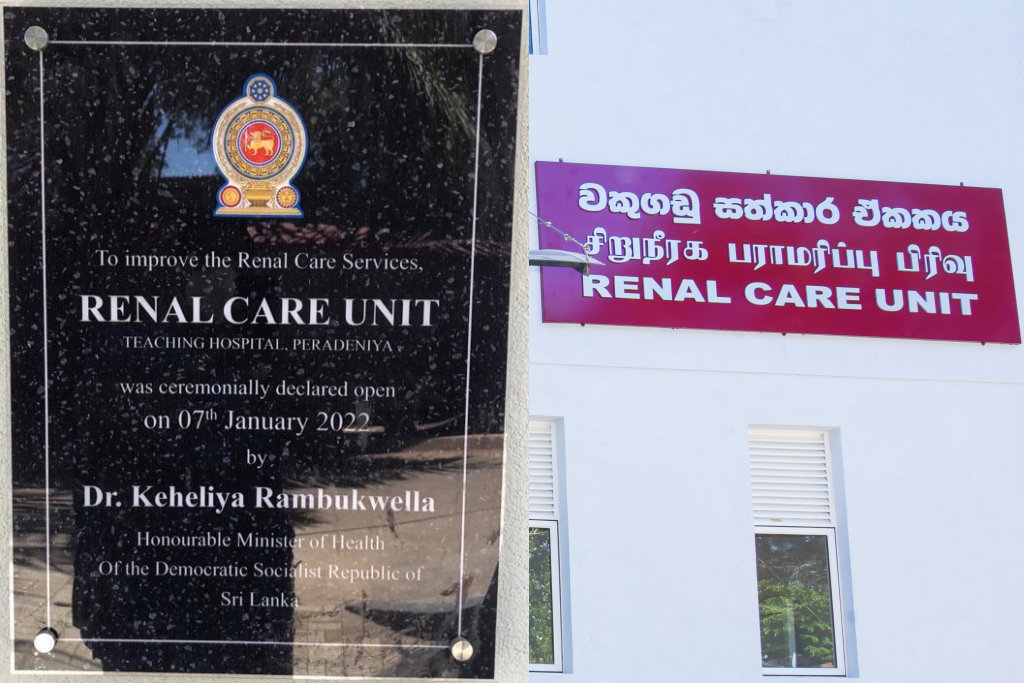 To improve the Renal Care Services,
RENAL CARE UNIT
TEACHING HOSPITAL, PERADENIYA
was ceremonially declared open
on 07th January 2022
by
Dr. Keheliya Rambukwella
Honourable Minister of Health
Of the Democratic Socialist Republic of
Sri Lanka
වකුගඩු සත්කාර ඒකකය
சிறுநீரக பராமரிப்பு பிரிவு
RENAL CARE UNIT